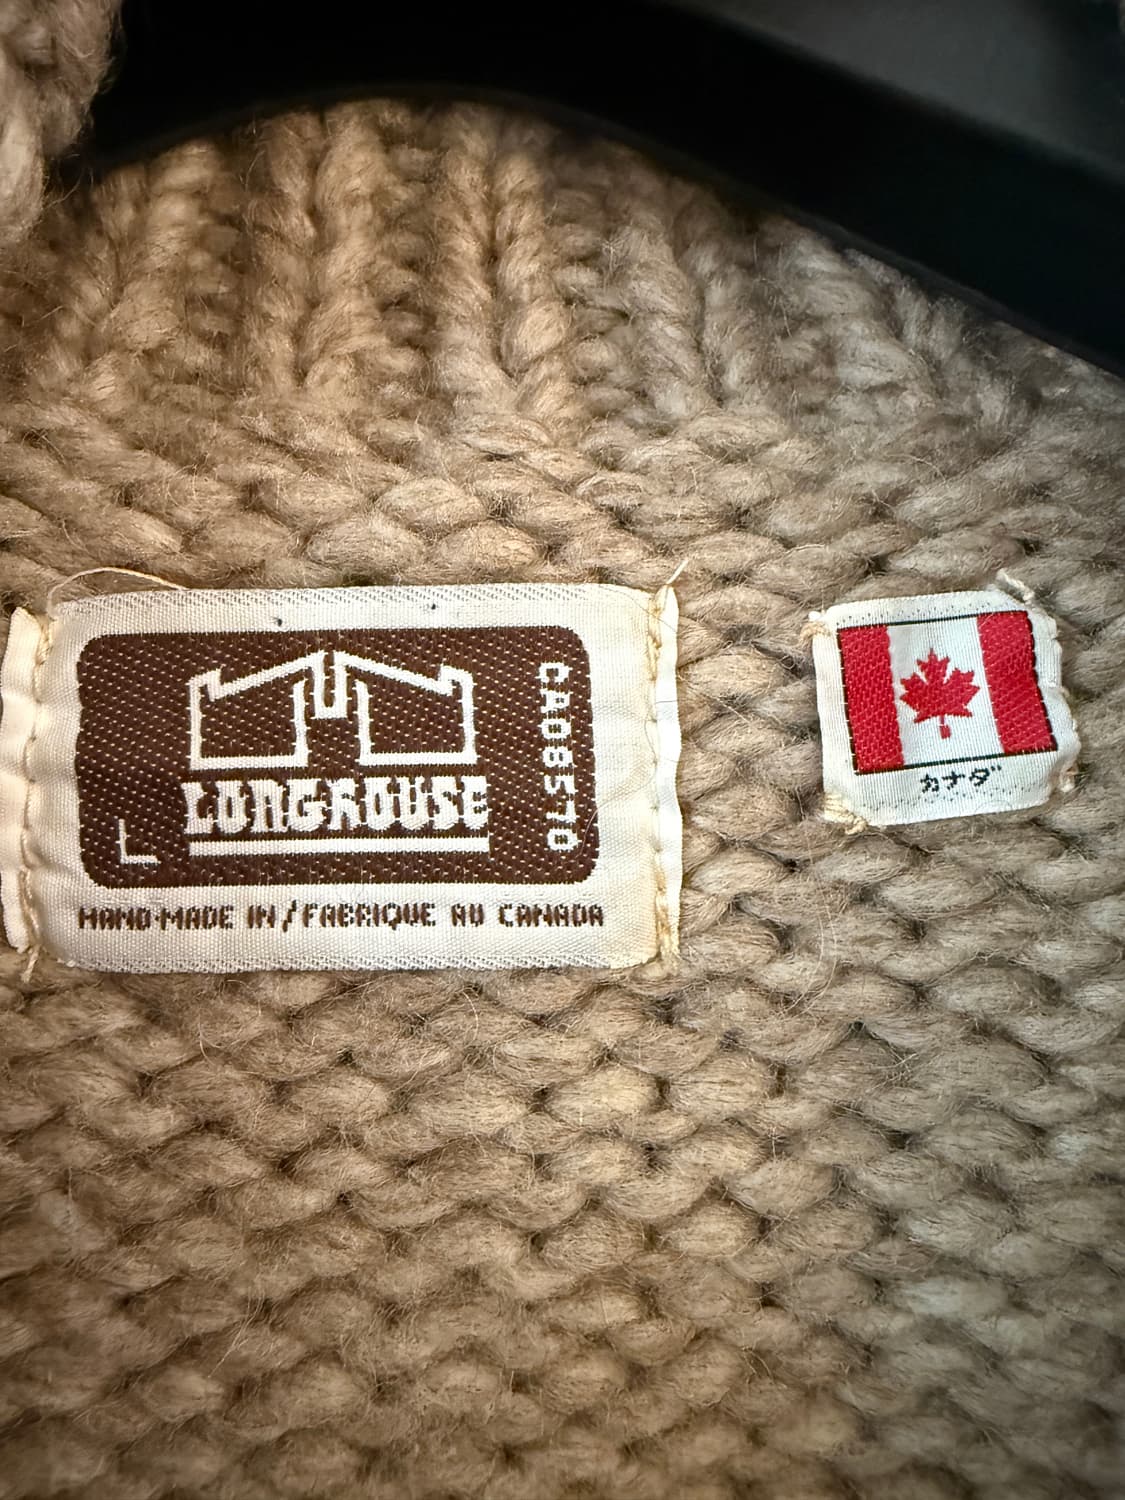 LONGHOUSE
L
CA08570
HAND·MADE IN/FABRIQUE AU CANADA
カナダ